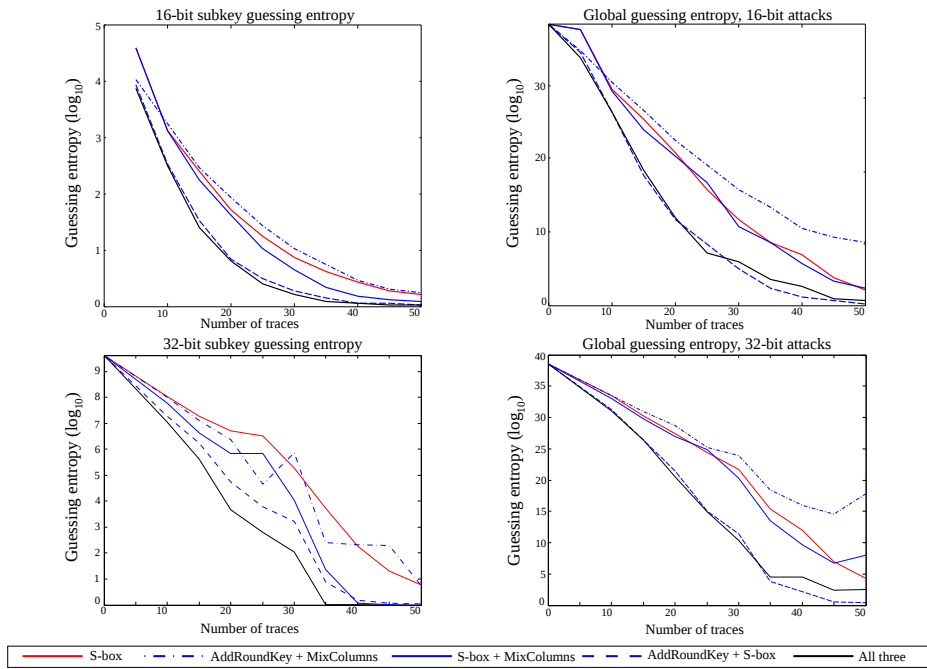 16-bit subkey guessing entropy
Guessing entropy (log10)
5
4
3
2
1
0
0 10 20 30 40 50
Number of traces
Global guessing entropy, 16-bit attacks
Guessing entropy (log10)
30
20
10
0
0 10 20 30 40 50
Number of traces
32-bit subkey guessing entropy
Guessing entropy (log10)
9
8
7
6
5
4
3
2
1
0
0 10 20 30 40 50
Number of traces
Global guessing entropy, 32-bit attacks
Guessing entropy (log10)
40
35
30
25
20
15
10
5
0
0 10 20 30 40 50
Number of traces
S-box AddRoundKey + MixColumns S-box + MixColumns AddRoundKey + S-box All three